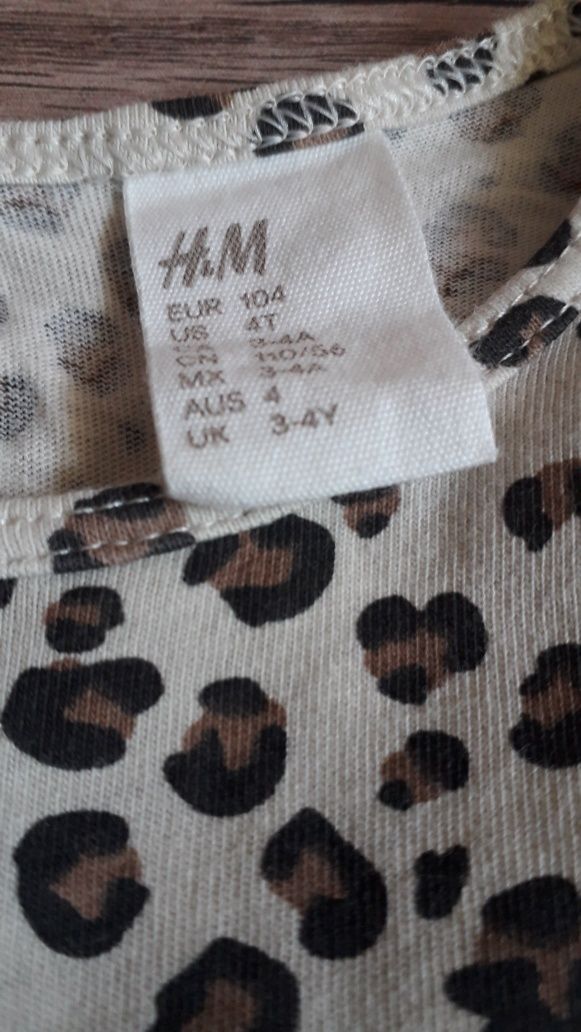 H&M
EUR 104
US 4T
CN 110/56
MX 3-4A
AUS 4
UK 3-4Y